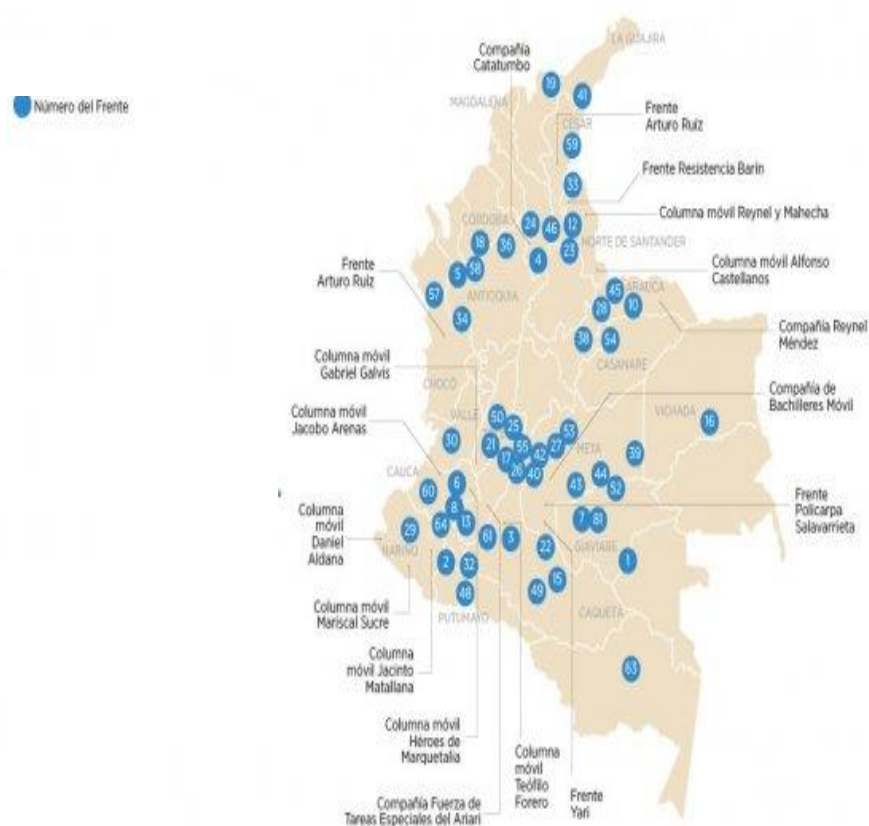 Número del Frente
LA GUAJIRA
Compañía
Catatumbo
19
MAGDALENA
41
CESAR
Frente
Arturo Ruiz
59
Frente Resistencia Barín
33
Columna móvil Reynel y Mahecha
CÓRDOBA
24
46
12
18
36
NORTE DE SANTANDER
23
4
Columna móvil Alfonso
Castellanos
Frente
Arturo Ruiz
5
58
57
ANTIOQUIA
45
ARAUCA
28
10
34
Compañía Reynel
Méndez
38
54
CASANARE
Columna móvil
Gabriel Galvis
CHOCÓ
Compañía de
Bachilleres Móvil
VICHADA
16
Columna móvil
Jacobo Arenas
VALLE
50
25
53
30
21
55
27
META
42
39
17
26
40
44
CAUCA
6
43
52
60
8
Frente
Policarpa
Salavarrieta
Columna
móvil
Daniel
Aldana
29
64
13
7
81
61
3
GIAVIARE
NARIÑO
22
2
32
1
15
49
48
CAQUETA
Columna móvil
Mariscal Sucre
PUTUMAYO
Columna
móvil Jacinto
Matallana
63
Columna móvil
Héroes de
Marquetalia
Columna
móvil
Teófilo
Forero
Frente
Yarí
Compañía Fuerza de
Tareas Especiales del Ariari